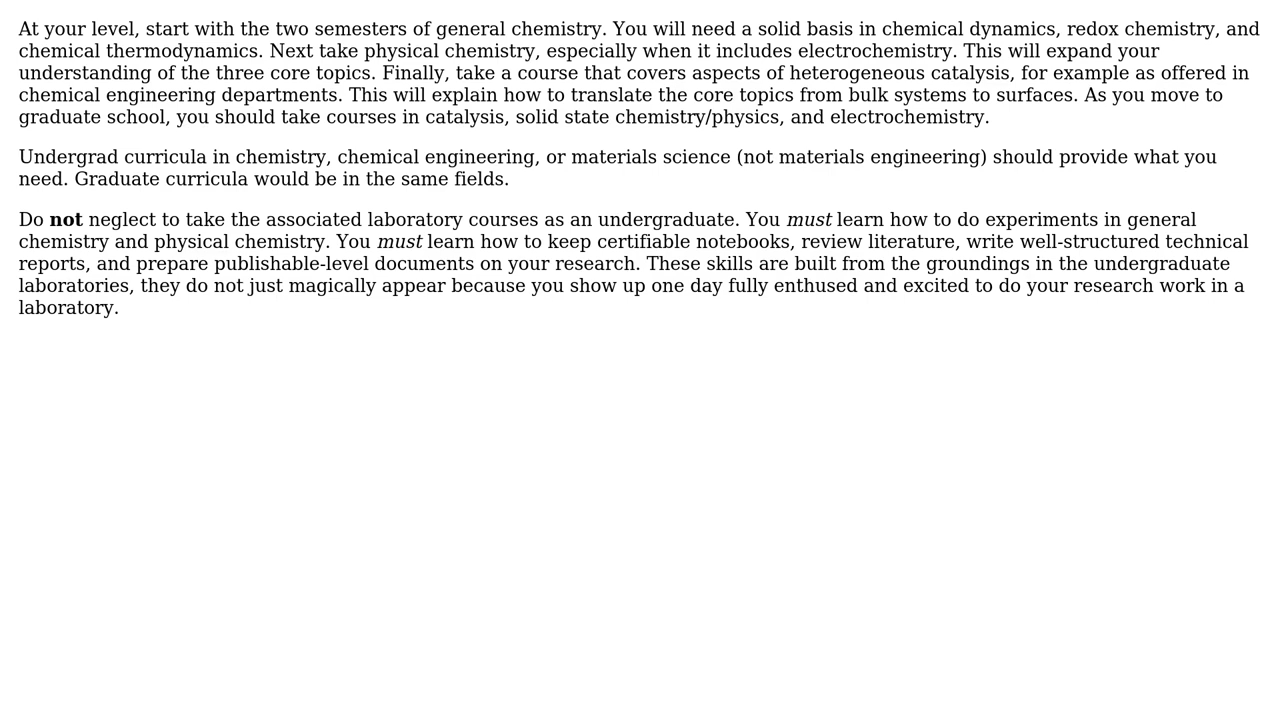 At your level, start with the two semesters of general chemistry. You will need a solid basis in chemical dynamics, redox chemistry, and
chemical thermodynamics. Next take physical chemistry, especially when it includes electrochemistry. This will expand your
understanding of the three core topics. Finally, take a course that covers aspects of heterogeneous catalysis, for example as offered in
chemical engineering departments. This will explain how to translate the core topics from bulk systems to surfaces. As you move to
graduate school, you should take courses in catalysis, solid state chemistry/physics, and electrochemistry.
Undergrad curricula in chemistry, chemical engineering, or materials science (not materials engineering) should provide what you
need. Graduate curricula would be in the same fields.
Do not neglect to take the associated laboratory courses as an undergraduate. You must learn how to do experiments in general
chemistry and physical chemistry. You must learn how to keep certifiable notebooks, review literature, write well-structured technical
reports, and prepare publishable-level documents on your research. These skills are built from the groundings in the undergraduate
laboratories, they do not just magically appear because you show up one day fully enthused and excited to do your research work in a
laboratory.